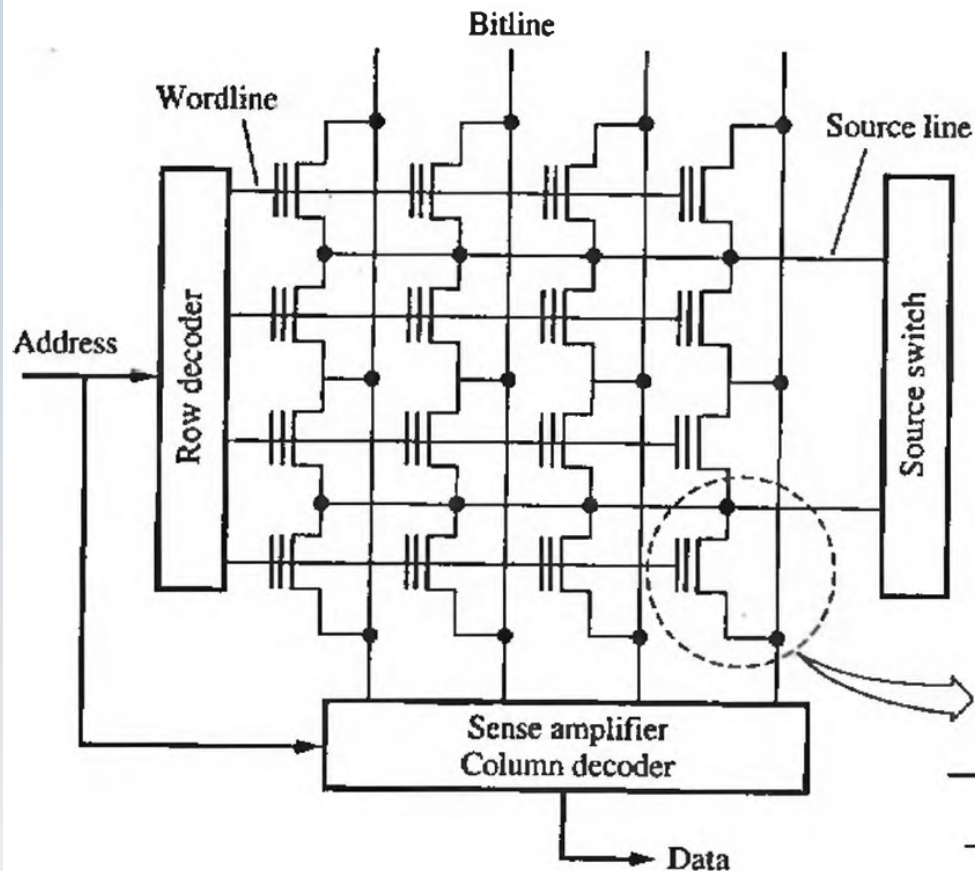 Bitline
Wordline
Source line
Row decoder
Source switch
Address
Sense amplifier
Column decoder
Data